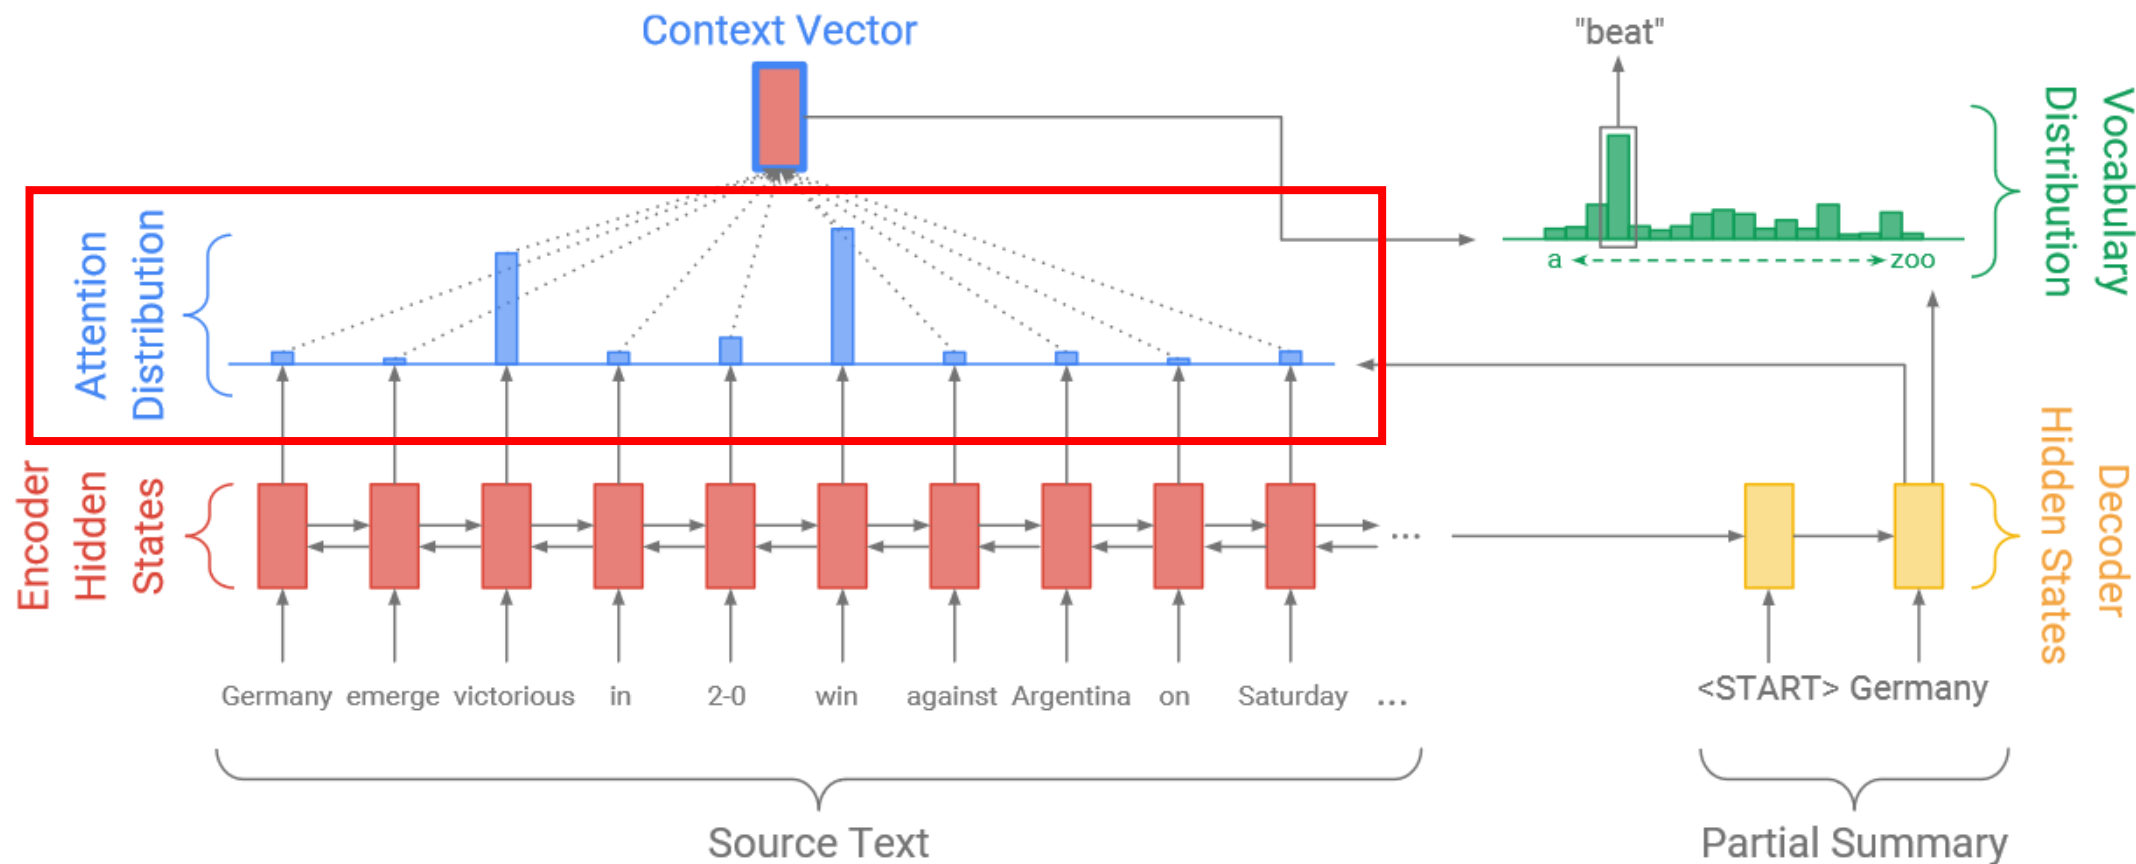 Context Vector
"beat"
Vocabulary
Distribution
a
zoo
Attention
Distribution
Encoder
Hidden
States
...
Decoder
Hidden States
Germany emerge victorious in 2-0 win against Argentina on Saturday ...
<START> Germany
Source Text
Partial Summary